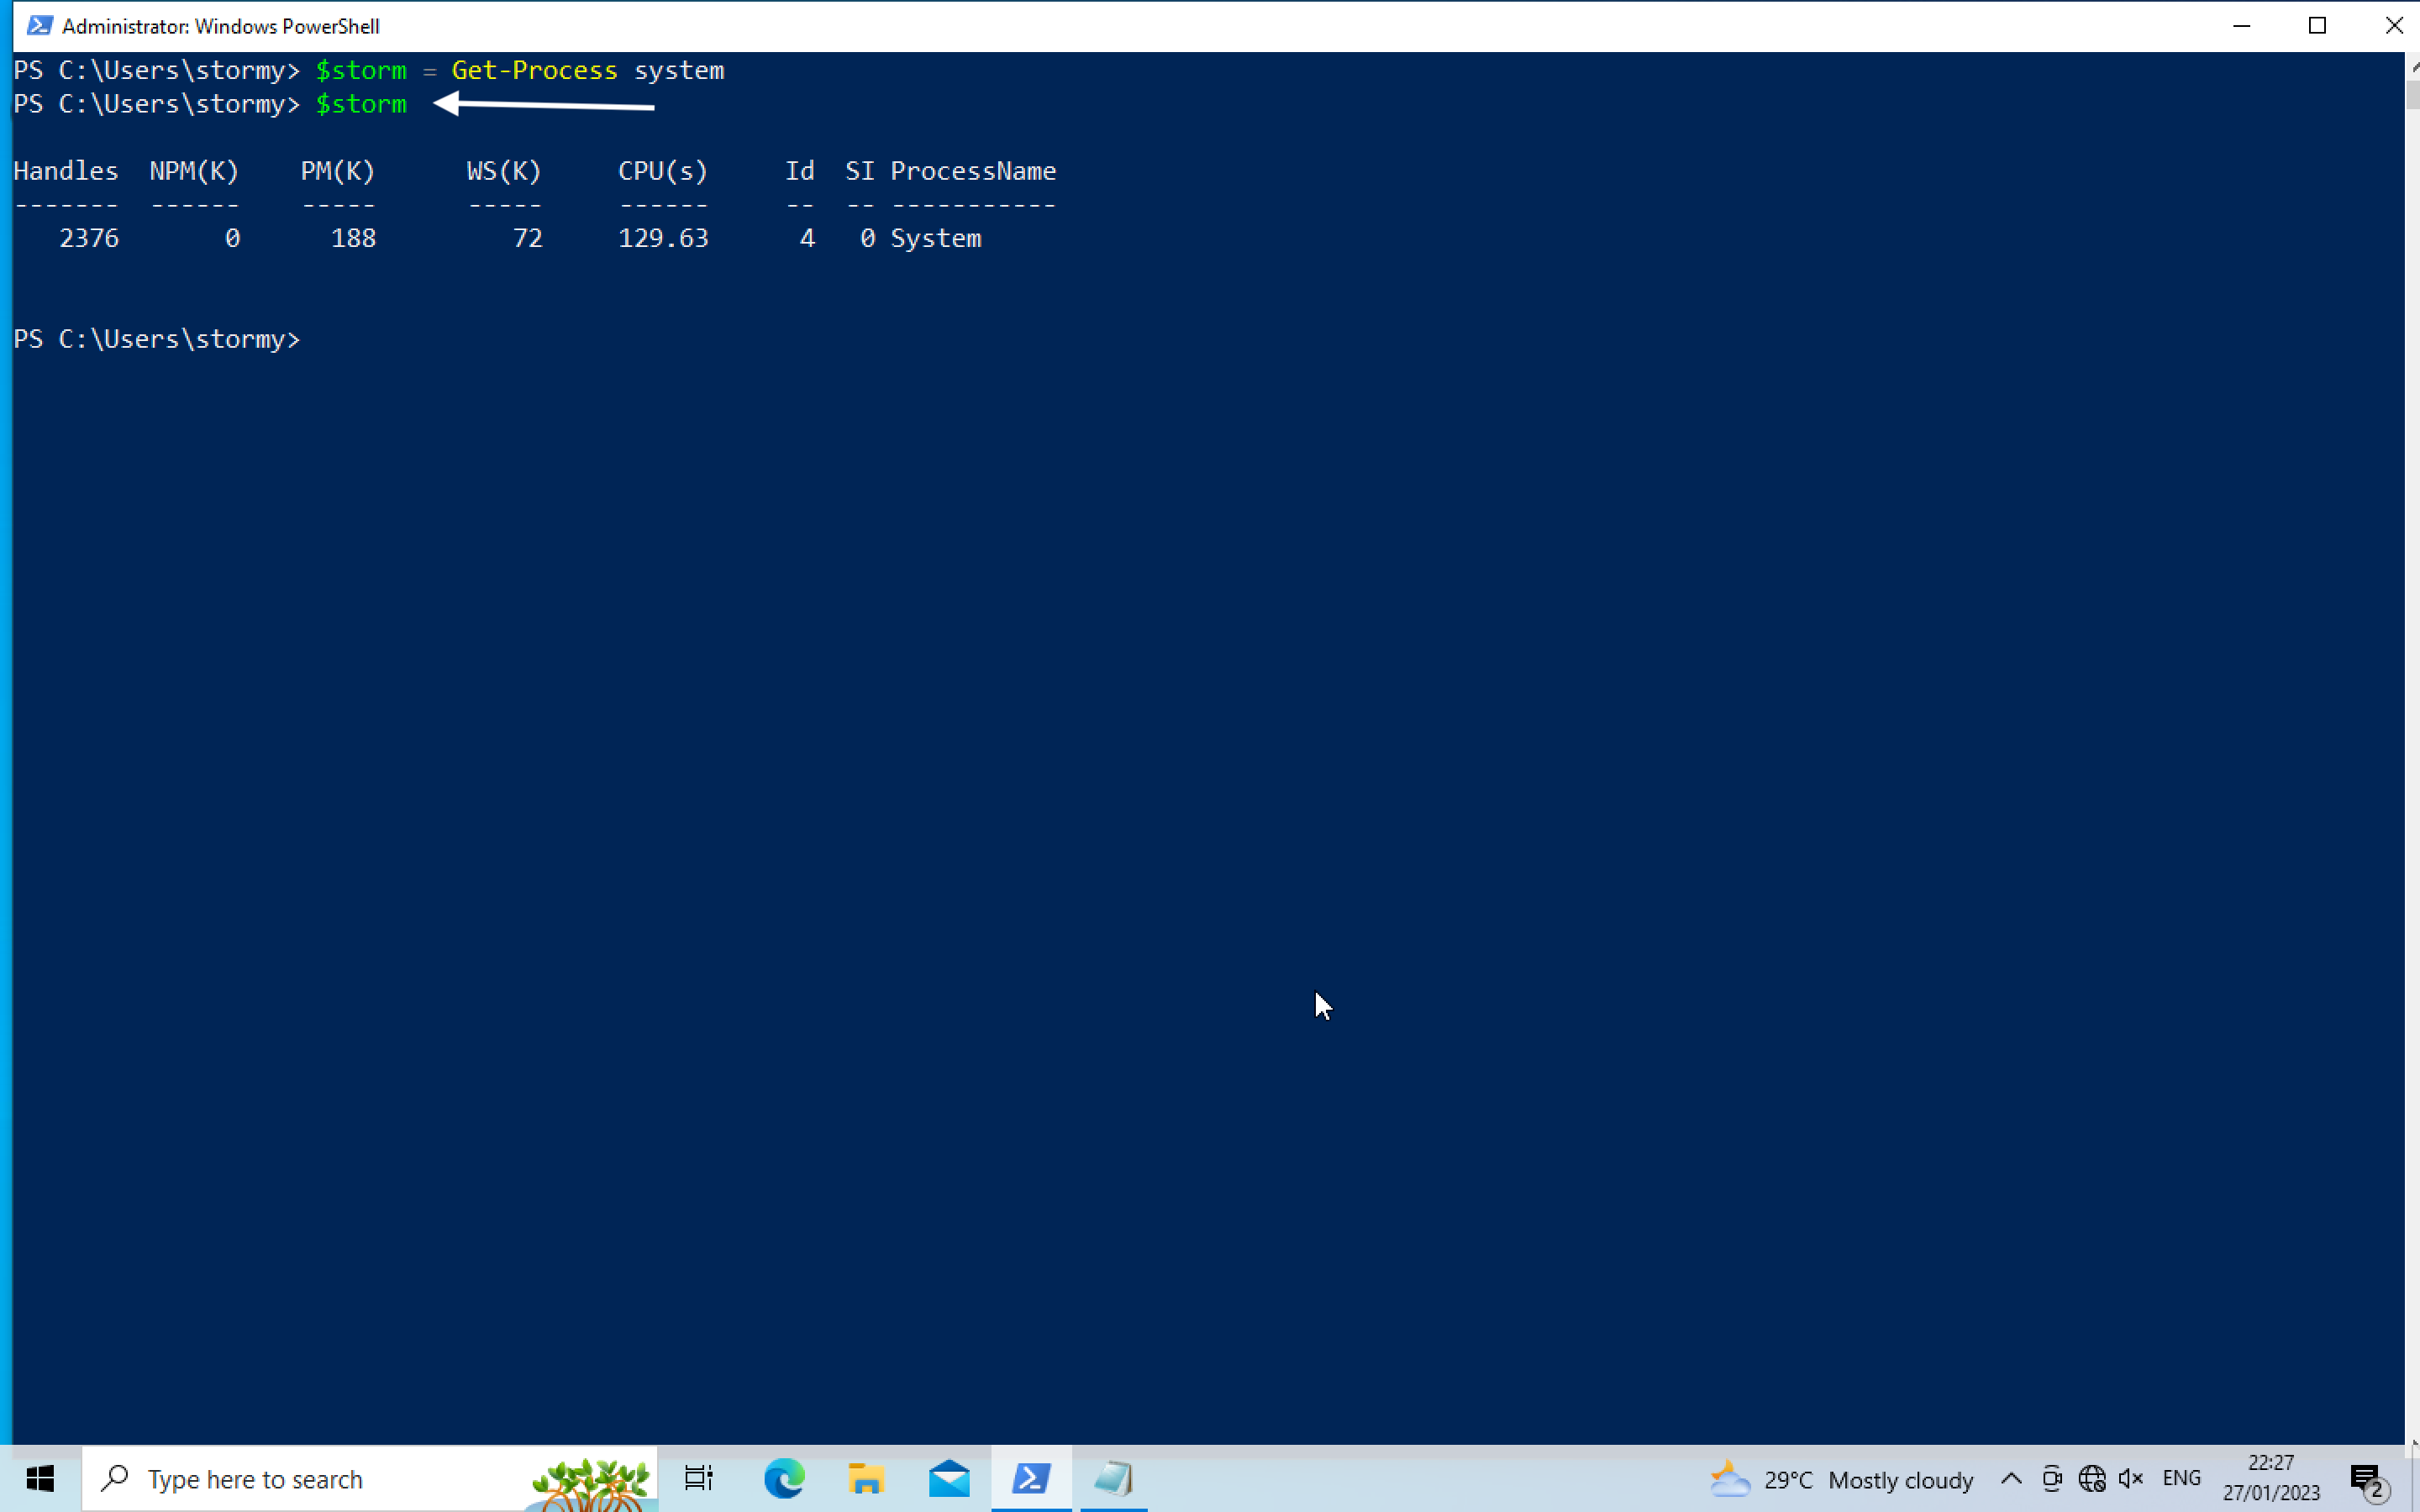 Administrator: Windows PowerShell
PS C:\Users\stormy> $storm = Get-Process system
PS C:\Users\stormy> $storm
Handles  NPM(K)    PM(K)      WS(K)     CPU(s)     Id  SI ProcessName
-------  ------    -----      -----     ------     --  -- -----------
   2376       0      188         72     129.63      4   0 System
PS C:\Users\stormy>
Type here to search
29°C Mostly cloudy
ENG
22:27
27/01/2023
2